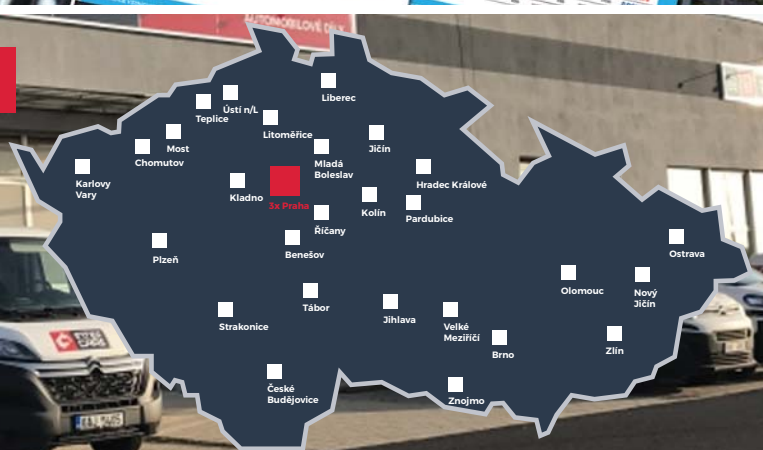 AUTOMOBILOVÉ DÍLY
Liberec
Ústí n/L
Teplice
Litoměřice
Most
Chomutov
Jičín
Mladá
Boleslav
Karlovy
Vary
Kladno
3x Praha
Hradec Králové
Kolín
Pardubice
Říčany
Benešov
Plzeň
Ostrava
Olomouc
Nový
Jičín
Tábor
Strakonice
Jihlava
Velké
Meziříčí
Brno
Zlín
České
Budějovice
Znojmo